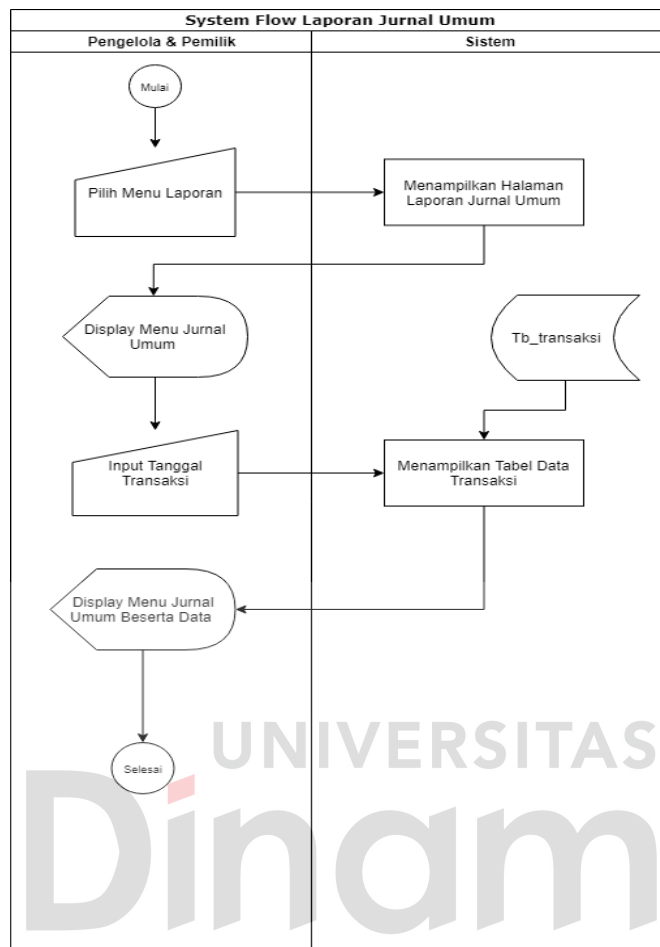 System Flow Laporan Jurnal Umum
Pengelola & Pemilik
Sistem
Mulai
Pilih Menu Laporan
Menampilkan Halaman
Laporan Jurnal Umum
Display Menu Jurnal
Umum
Tb_transaksi
Input Tanggal
Transaksi
Menampilkan Tabel Data
Transaksi
Display Menu Jurnal
Umum Beserta Data
Selesai
UNIVERSITAS
Dinam